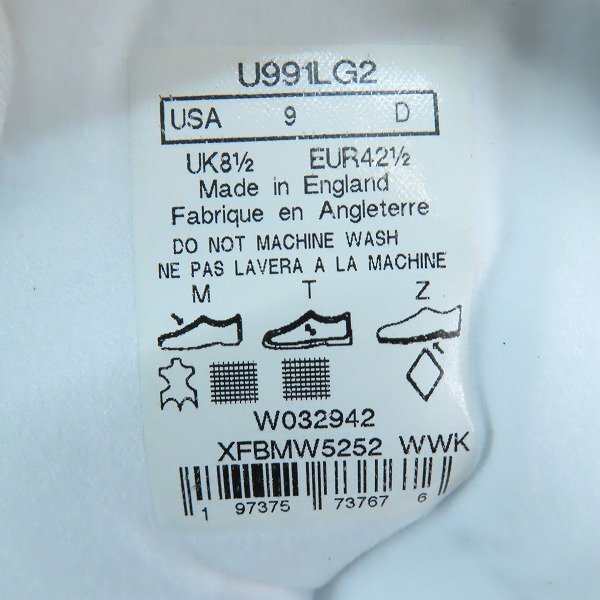 U991LG2
USA 9 D
UK8½ EUR42½
Made in England
Fabrique en Angleterre
DO NOT MACHINE WASH
NE PAS LAVERA A LA MACHINE
M T Z
W032942
XFBMW5252 WWK
1 97375 73767 6